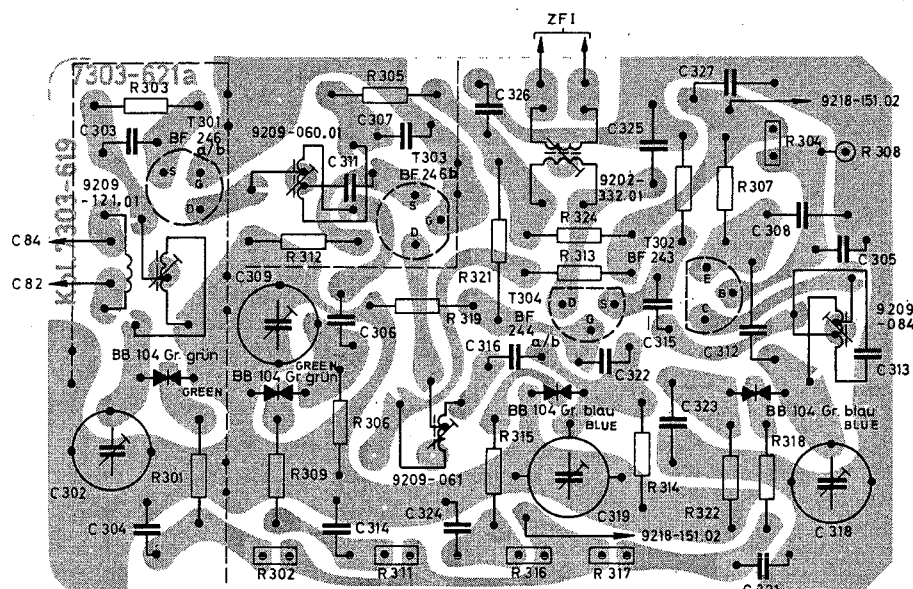 ZFI
7303-621a
R303
R305
C326
C327
9218-151.02
T301
BF 246 a/b
C303
9209-060.01
C307
C311
T303
BF 246b
C325
R304
R308
KPL 7303-619
S
G
D
S
G
D
9209
-121.01
9202-
332.01
R307
R324
C308
C84
R312
R321
R313
T302
BF 243
C305
C82
C309
R319
T304
BF
244
a/b
D
S
G
C315
E
B
C
9209
-084
C306
C316
C322
C312
C313
BB 104 Gr. grün
GREEN
GREEN
BB 104 Gr grün
BB 104 Gr. blau
BLUE
BB 104 Gr. blau
BLUE
R306
R315
C323
R318
C302
R301
R309
9209-061
R314
R322
C304
C314
C324
C319
9218-151.02
C318
R302
R311
R316
R317